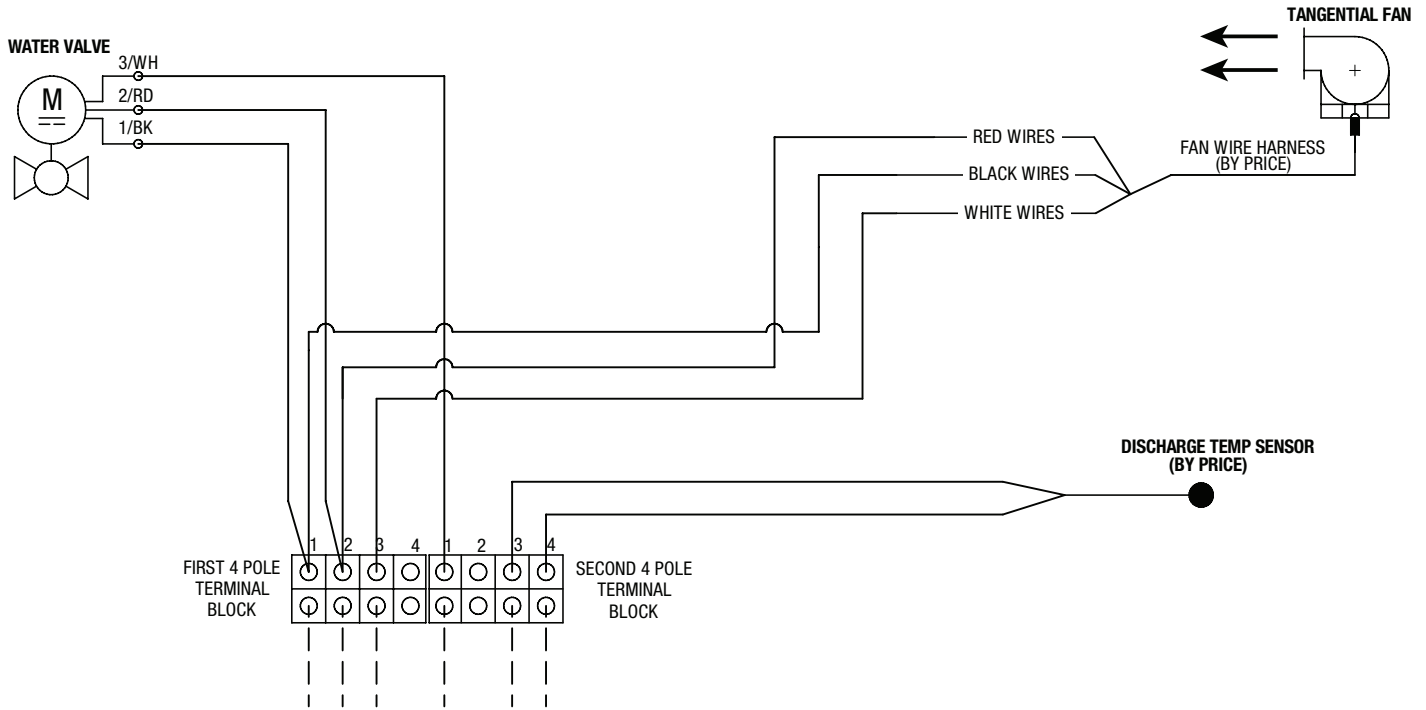 TANGENTIAL FAN
WATER VALVE
3/WH
2/RD
1/BK
M
RED WIRES
BLACK WIRES
WHITE WIRES
FAN WIRE HARNESS
(BY PRICE)
DISCHARGE TEMP SENSOR
(BY PRICE)
1 2 3 4 1 2 3 4
FIRST 4 POLE
TERMINAL
BLOCK
SECOND 4 POLE
TERMINAL
BLOCK